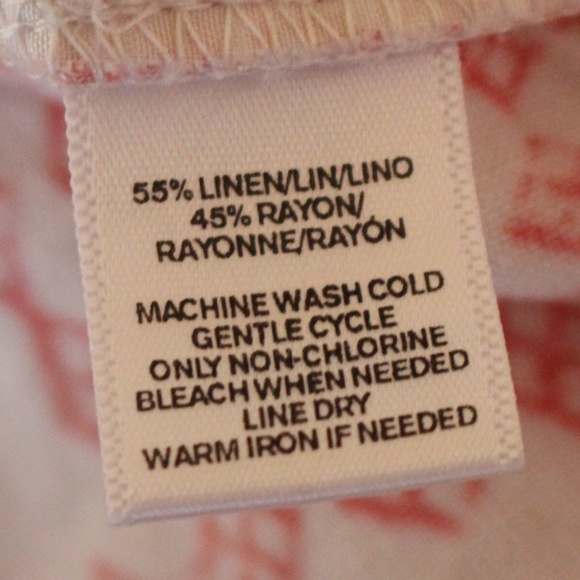 55% LINEN/LIN/LINO
45% RAYON/
RAYONNE/RAYÓN
MACHINE WASH COLD
GENTLE CYCLE
ONLY NON-CHLORINE
BLEACH WHEN NEEDED
LINE DRY
WARM IRON IF NEEDED